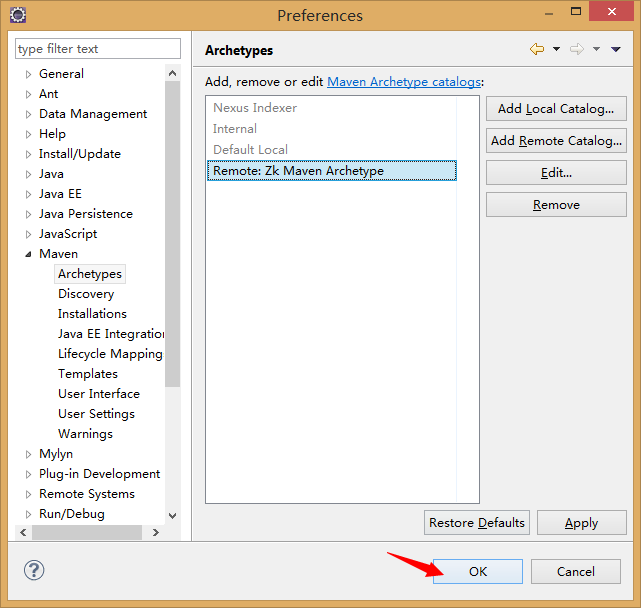 Preferences
type filter text
General
Ant
Data Management
Help
Install/Update
Java
Java EE
Java Persistence
JavaScript
Maven
Archetypes
Discovery
Installations
Java EE Integration
Lifecycle Mapping
Templates
User Interface
User Settings
Warnings
Mylyn
Plug-in Development
Remote Systems
Run/Debug
Archetypes
Add, remove or edit Maven Archetype catalogs:
Nexus Indexer
Internal
Default Local
Remote: Zk Maven Archetype
Add Local Catalog...
Add Remote Catalog...
Edit...
Remove
Restore Defaults
Apply
?
OK
Cancel